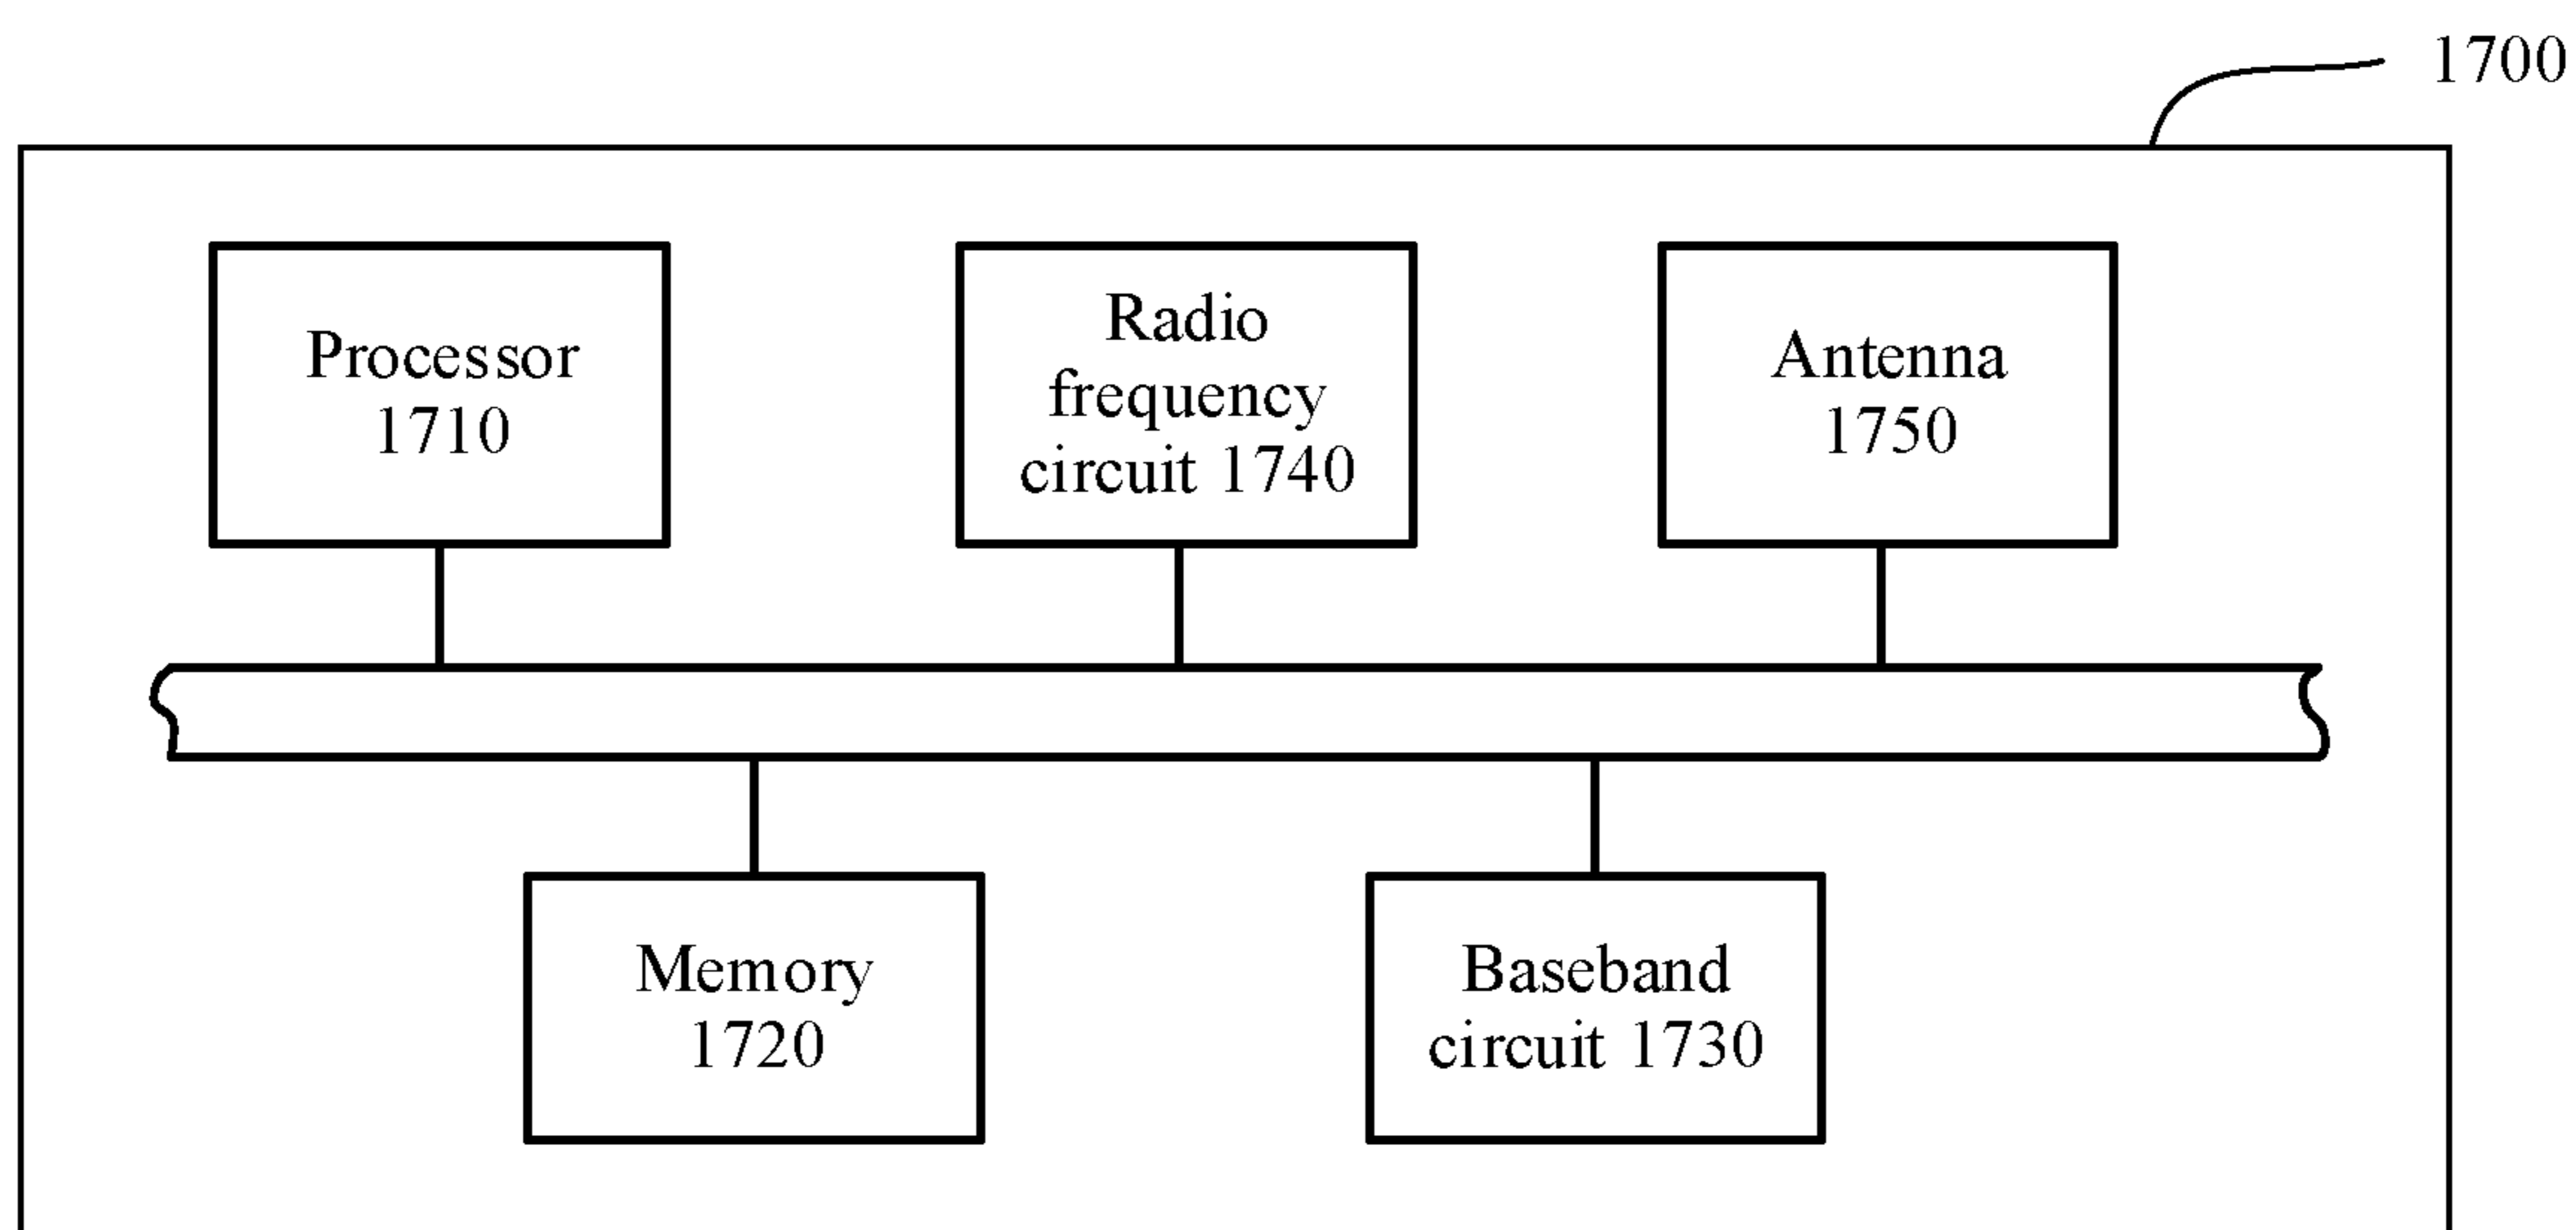 1700
Processor
1710
Radio
frequency
circuit 1740
Antenna
1750
Memory
1720
Baseband
circuit 1730